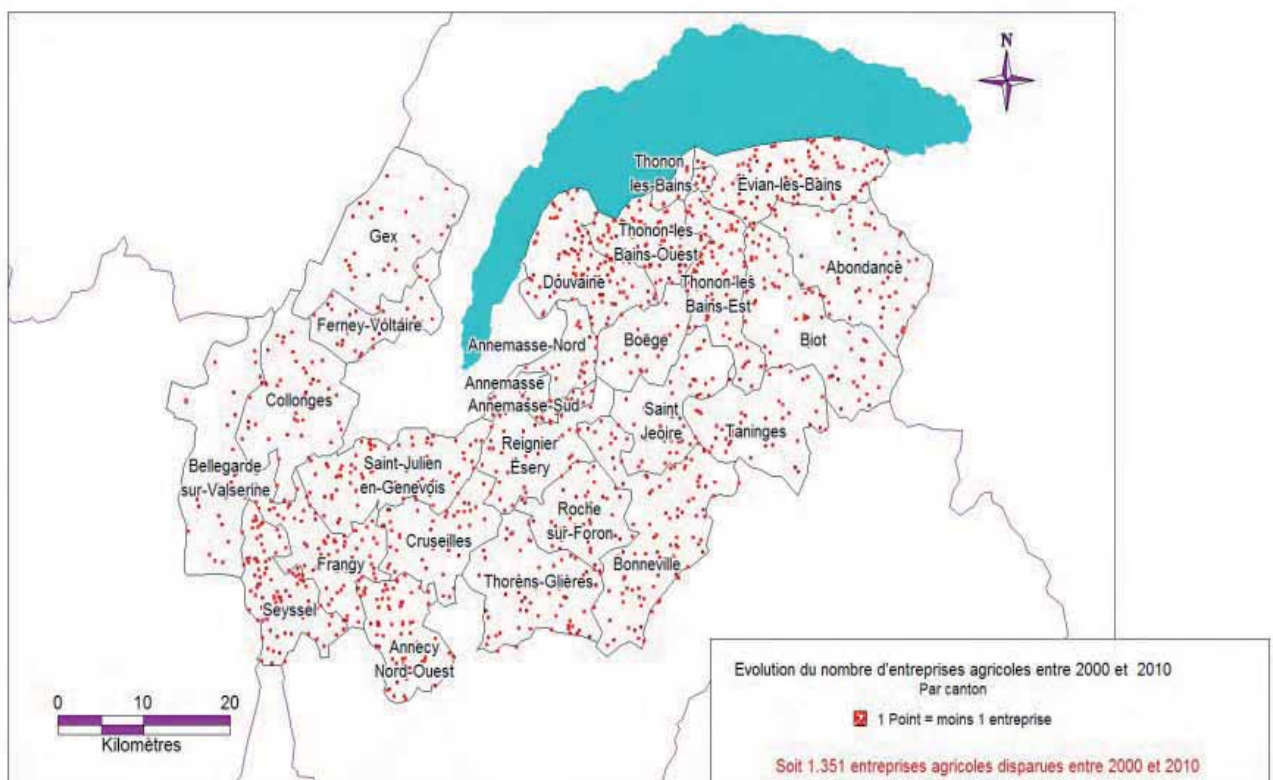 N
Thonon
les-Bains
Évian-les-Bains
Gex
Thonon-les
Bains-Ouest
Abondance
Douvaine
Thonon-les
Bains-Est
Ferney-Voltaire
Annemasse-Nord
Boëge
Biot
Annemasse
Annemasse-Sud
Collonges
Saint
Jeoire
Taninges
Reignier
Ésery
Saint-Julien
en-Genevois
Bellegarde
sur-Valserine
Roche
sur-Foron
Cruseilles
Frangy
Bonneville
Thorens-Glières
Seyssel
Annecy
Nord-Ouest
0 10 20
Kilomètres
Evolution du nombre d'entreprises agricoles entre 2000 et 2010
Par canton
1 Point = moins 1 entreprise
Soit 1.351 entreprises agricoles disparues entre 2000 et 2010